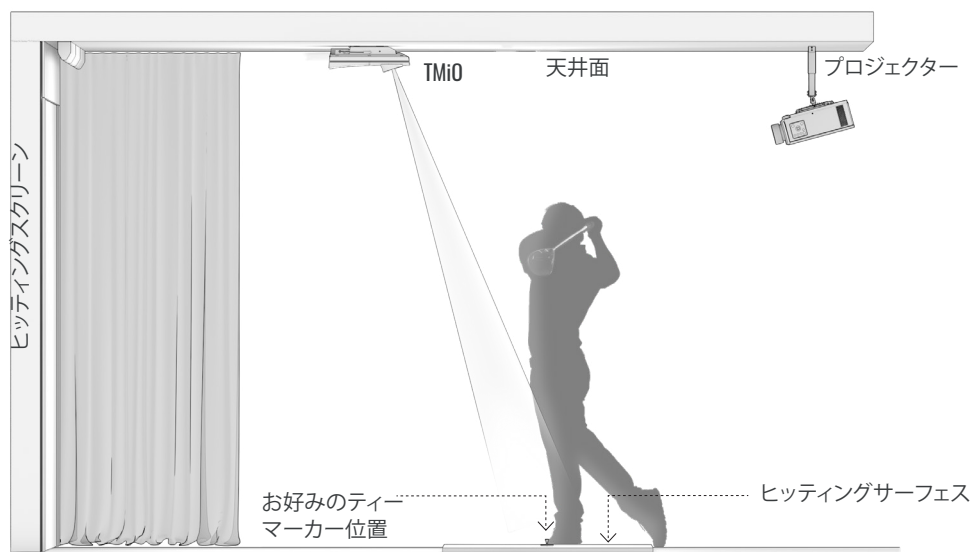 TMiO
天井面
プロジェクター
ヒッティングスクリーン
お好みのティー
マーカー位置
ヒッティングサーフェス